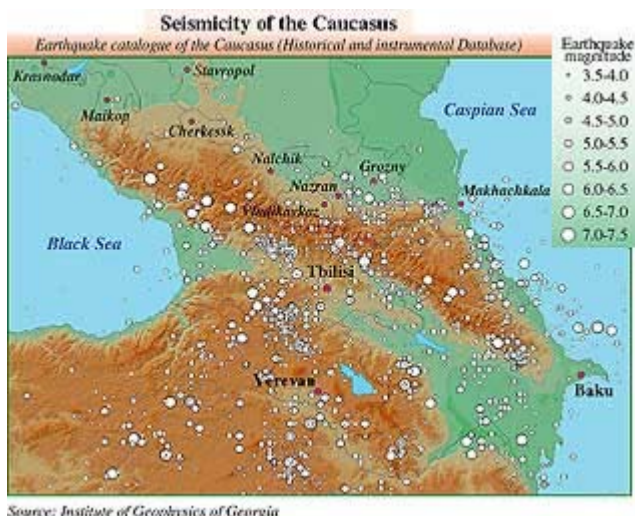 Seismicity of the Caucasus
Earthquake catalogue of the Caucasus (Historical and instrumental Database)
Earthquake
magnitude
3.5-4.0
4.0-4.5
4.5-5.0
5.0-5.5
5.5-6.0
6.0-6.5
6.5-7.0
7.0-7.5
Krasnodar
Stavropol
Maikop
Cherkessk
Caspian Sea
Nalchik
Grozny
Nazran
Makhachkala
Vladikavkaz
Black Sea
Tbilisi
Yerevan
Baku
Source: Institute of Geophysics of Georgia